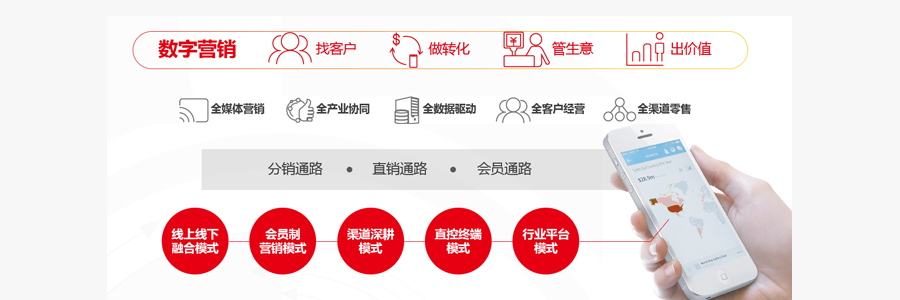 数字营销 找客户 做转化 管生意 出价值
全媒体营销 全产业协同 全数据驱动 全客户经营 全渠道零售
分销通路 • 直销通路 • 会员通路
线上线下
融合模式
会员制
营销模式
渠道深耕
模式
直控终端
模式
行业平台
模式
$28.9m